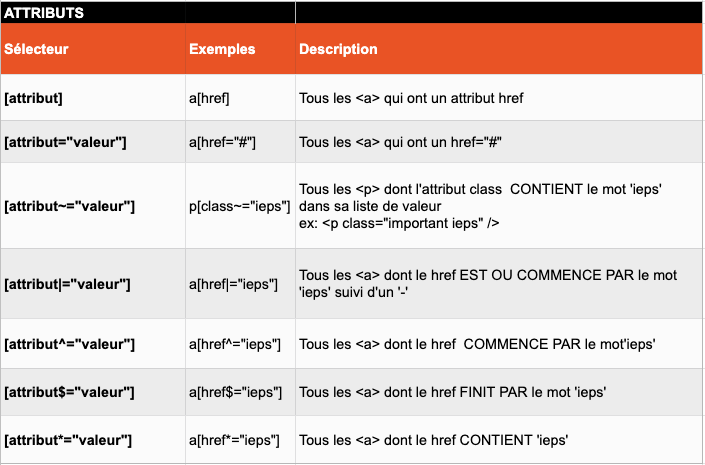 ATTRIBUTS
Sélecteur Exemples Description
[attribut] a[href] Tous les <a> qui ont un attribut href
[attribut="valeur"] a[href="#"] Tous les <a> qui ont un href="#"
[attribut~="valeur"] p[class~="ieps"] Tous les <p> dont l'attribut class  CONTIENT le mot 'ieps'
dans sa liste de valeur
ex: <p class="important ieps" />
[attribut|="valeur"] a[href|="ieps"] Tous les <a> dont le href EST OU COMMENCE PAR le mot
'ieps' suivi d'un '-'
[attribut^="valeur"] a[href^="ieps"] Tous les <a> dont le href  COMMENCE PAR le mot'ieps'
[attribut$="valeur"] a[href$="ieps"] Tous les <a> dont le href FINIT PAR le mot 'ieps'
[attribut*="valeur"] a[href*="ieps"] Tous les <a> dont le href CONTIENT 'ieps'